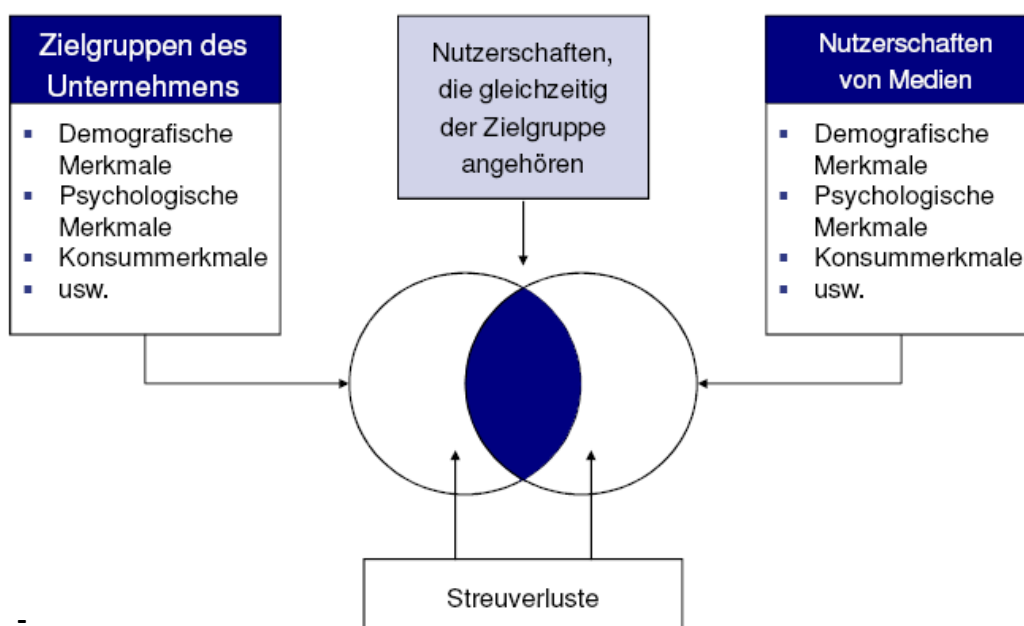 Zielgruppen des
Unternehmens
▪ Demografische
Merkmale
▪ Psychologische
Merkmale
▪ Konsummerkmale
▪ usw.
Nutzerschaften,
die gleichzeitig
der Zielgruppe
angehören
Nutzerschaften
von Medien
▪ Demografische
Merkmale
▪ Psychologische
Merkmale
▪ Konsummerkmale
▪ usw.
Streuverluste